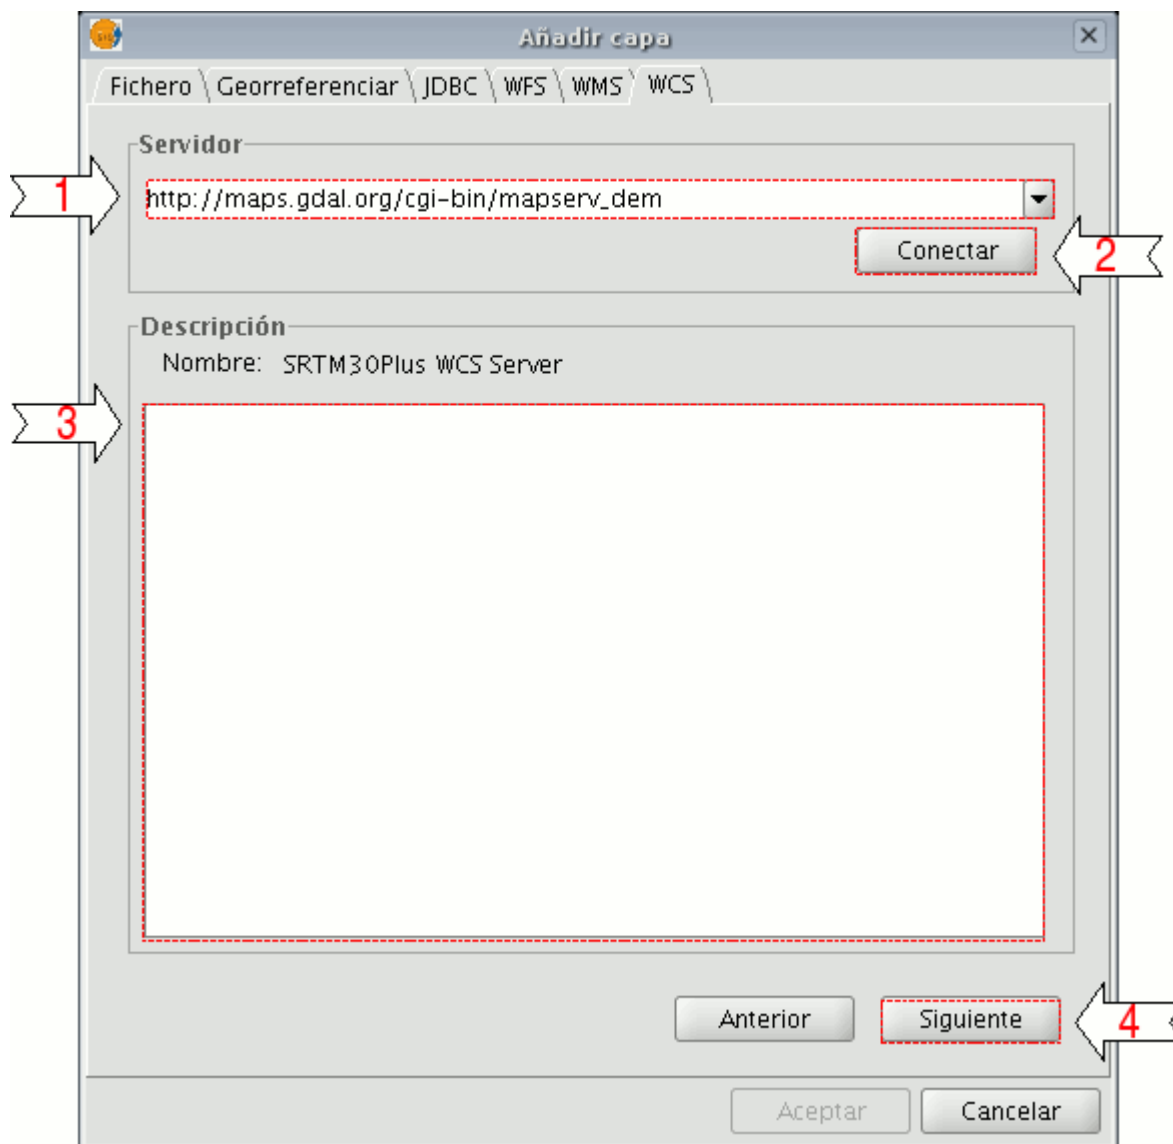 Añadir capa
Fichero Georreferenciar JDBC WFS WMS WCS
Servidor
1
http://maps.gdal.org/cgi-bin/mapserv_dem
Conectar
2
Descripción
Nombre: SRTM30Plus WCS Server
3
Anterior Siguiente
4
Aceptar Cancelar